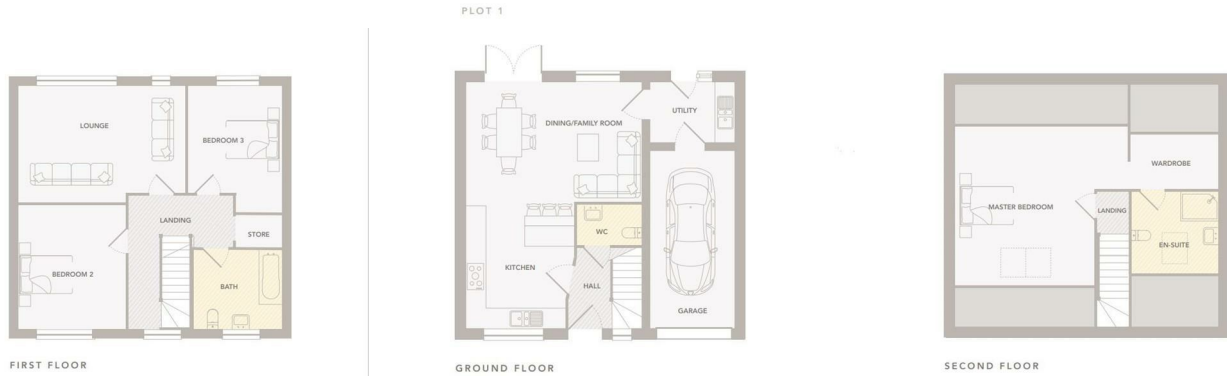 PLOT 1
LOUNGE
BEDROOM 3
LANDING
STORE
BEDROOM 2
BATH
FIRST FLOOR
DINING/FAMILY ROOM
UTILITY
WC
KITCHEN
HALL
GARAGE
GROUND FLOOR
WARDROBE
MASTER BEDROOM
LANDING
EN-SUITE
SECOND FLOOR